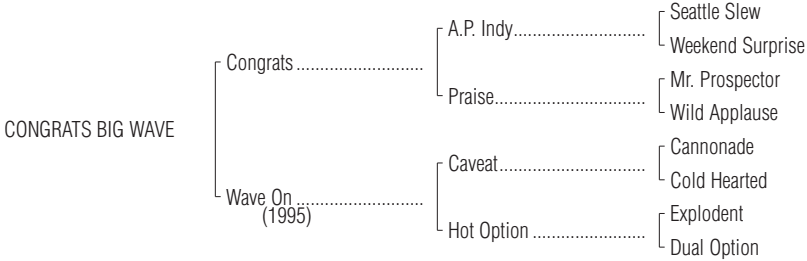 Seattle Slew
A.P. Indy..............................
Weekend Surprise
Congrats ...........................
Mr. Prospector
Praise..................................
Wild Applause
CONGRATS BIG WAVE
Cannonade
Caveat.................................
Cold Hearted
Wave On ...........................
(1995)
Explodent
Hot Option ........................
Dual Option